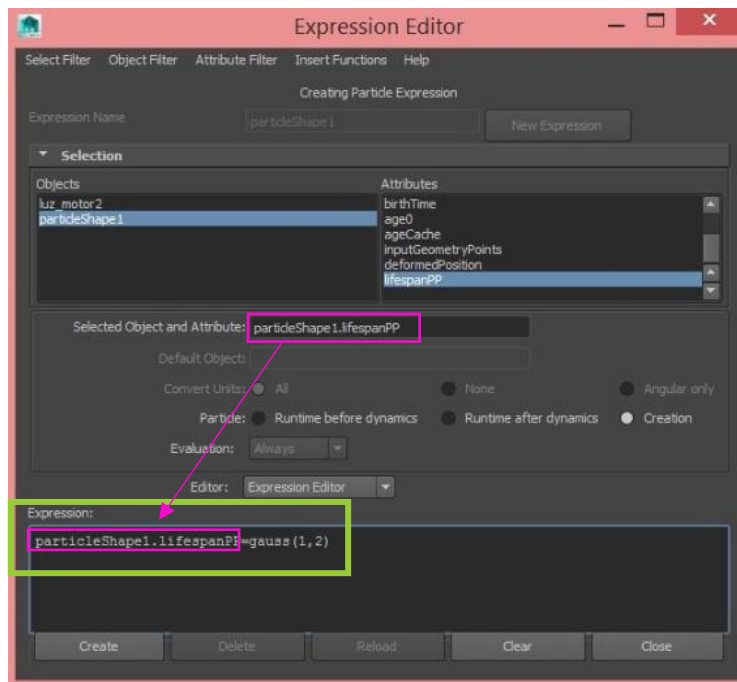 Expression Editor
Select Filter Object Filter Attribute Filter Insert Functions Help
Creating Particle Expression
Expression Name particleShape1 New Expression
Selection
Objects Attributes
luz_motor2 birthTime
particleShape1 age0
ageCache
inputGeometryPoints
deformedPosition
lifespanPP
Selected Object and Attribute: particleShape1.lifespanPP
Default Object:
Convert Units: All None Angular only
Particle: Runtime before dynamics Runtime after dynamics Creation
Evaluation: Always
Editor: Expression Editor
Expression:
particleShape1.lifespanPP=gauss(1,2)
Create Delete Reload Clear Close